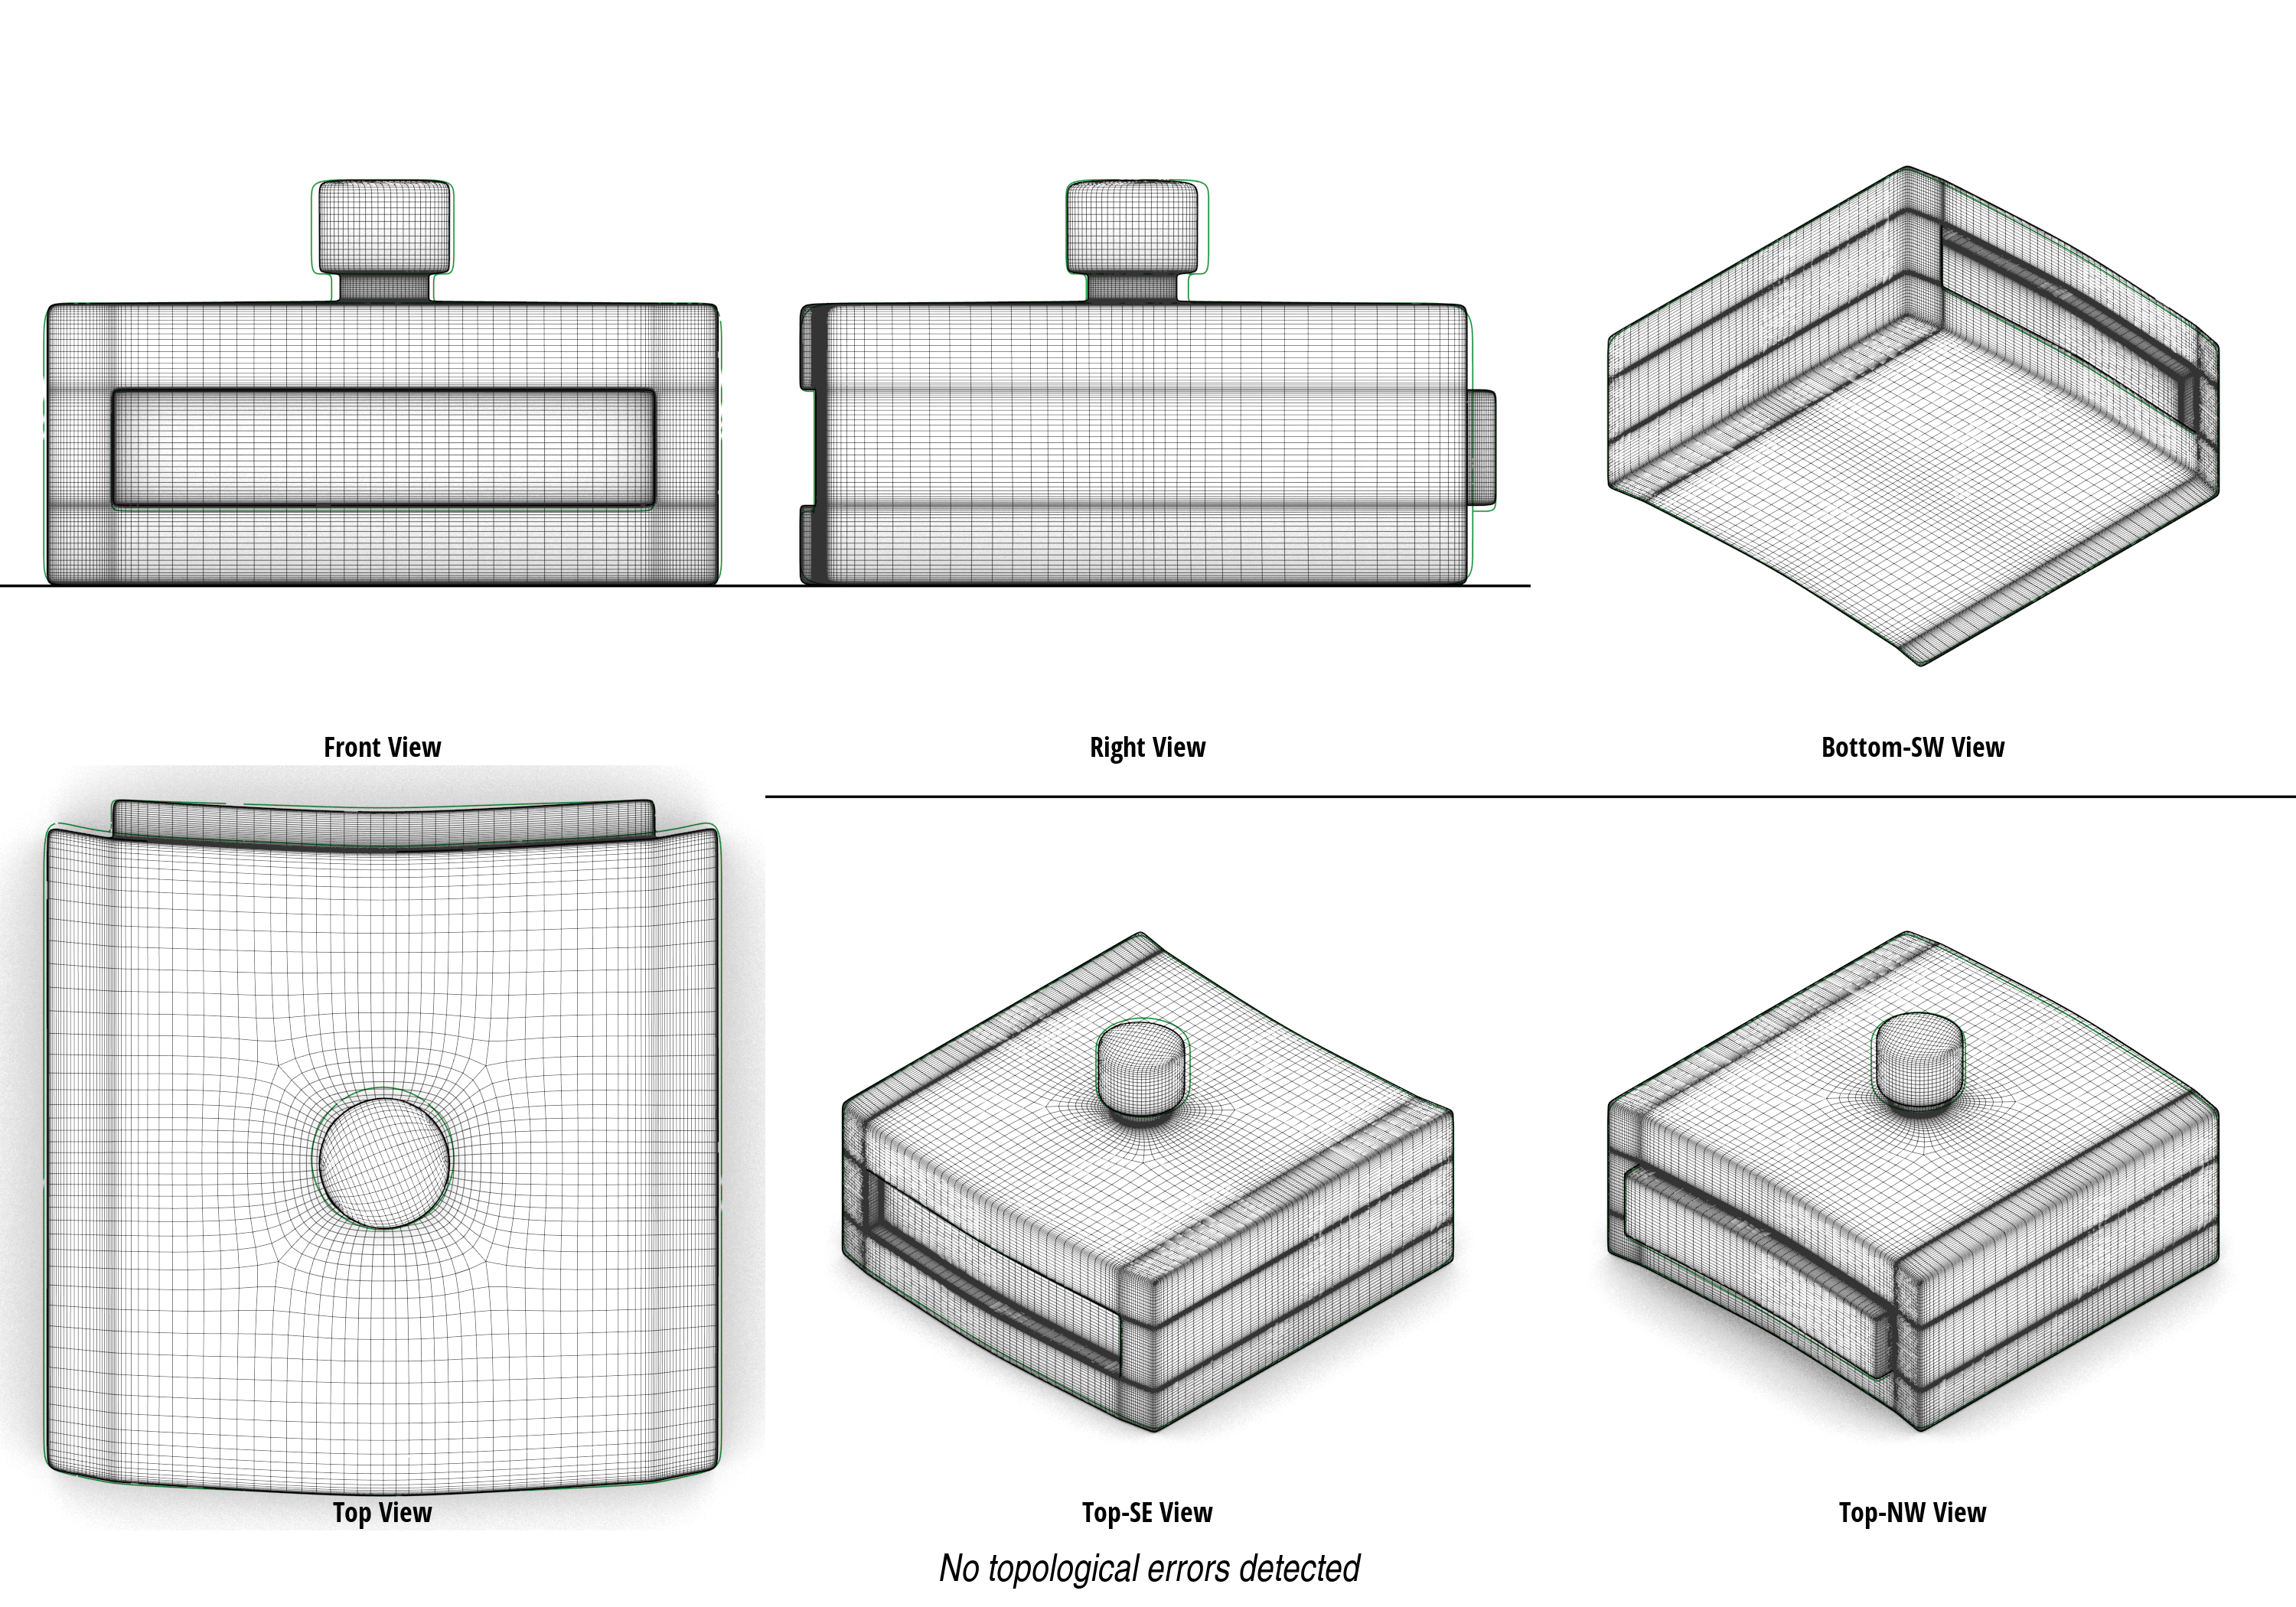 Front View
Right View
Bottom-SW View
Top View
Top-SE View
Top-NW View
No topological errors detected